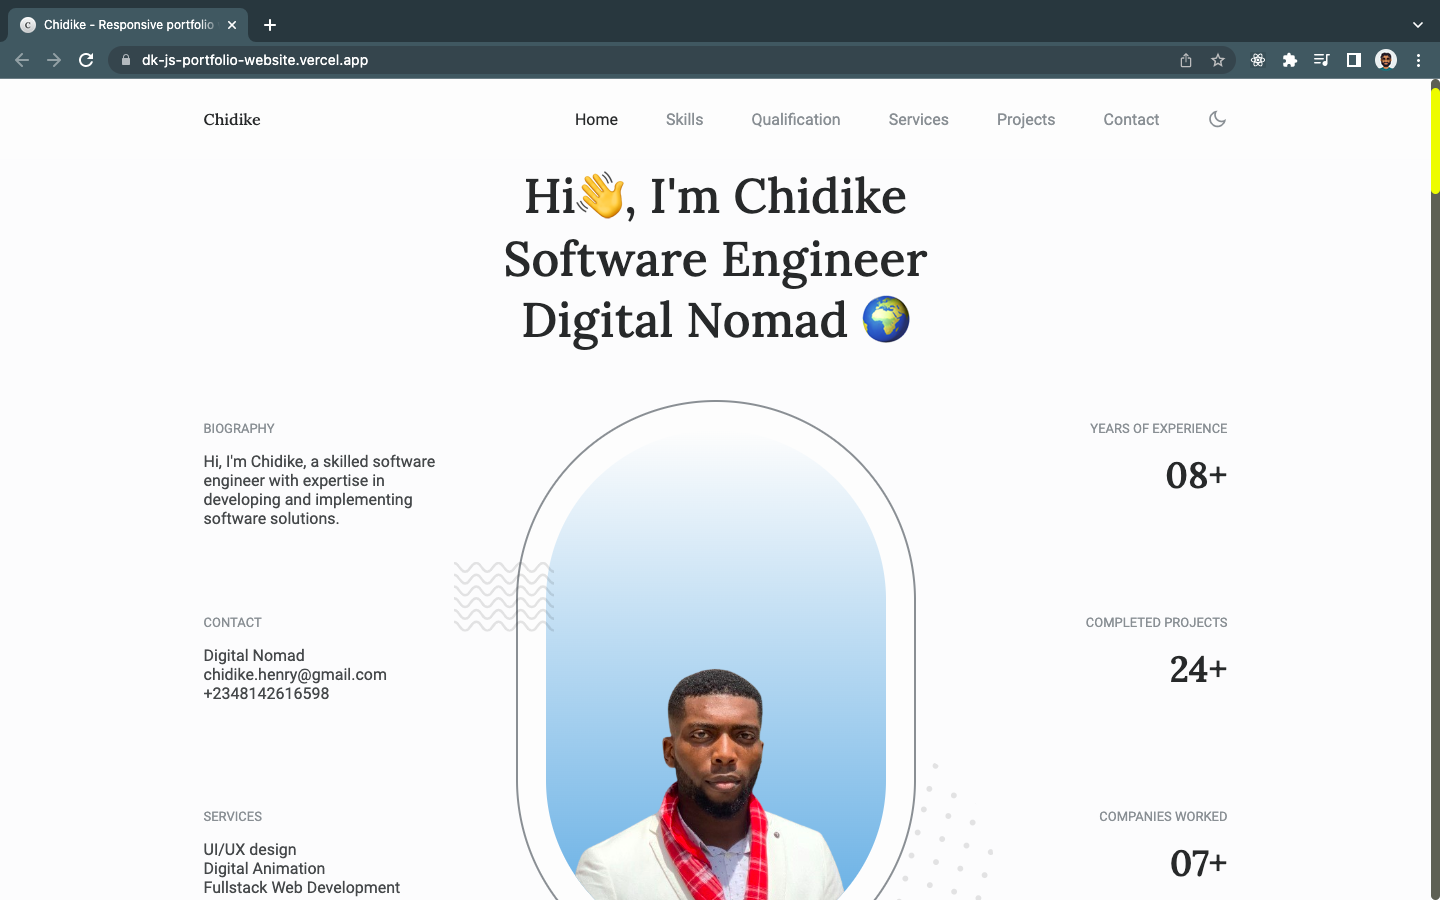 Chidike - Responsive portfolio
dk-js-portfolio-website.vercel.app
Chidike
Home
Skills
Qualification
Services
Projects
Contact
Hi👋, I'm Chidike
Software Engineer
Digital Nomad 🌍
BIOGRAPHY
Hi, I'm Chidike, a skilled software
engineer with expertise in
developing and implementing
software solutions.
CONTACT
Digital Nomad
chidike.henry@gmail.com
+2348142616598
SERVICES
UI/UX design
Digital Animation
Fullstack Web Development
YEARS OF EXPERIENCE
08+
COMPLETED PROJECTS
24+
COMPANIES WORKED
07+